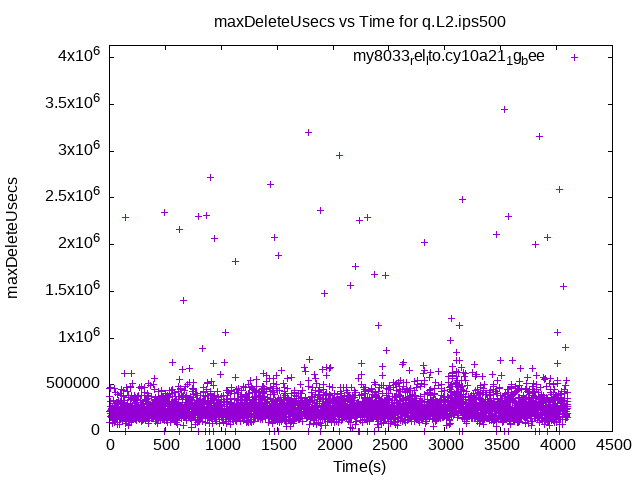 maxDeleteUsecs vs Time for q.L2.ips500
my8033_rel_lto.cy10a21_1g_bee
4x10^6
3.5x10^6
3x10^6
2.5x10^6
2x10^6
1.5x10^6
1x10^6
500000
0
maxDeleteUsecs
0 500 1000 1500 2000 2500 3000 3500 4000 4500
Time(s)